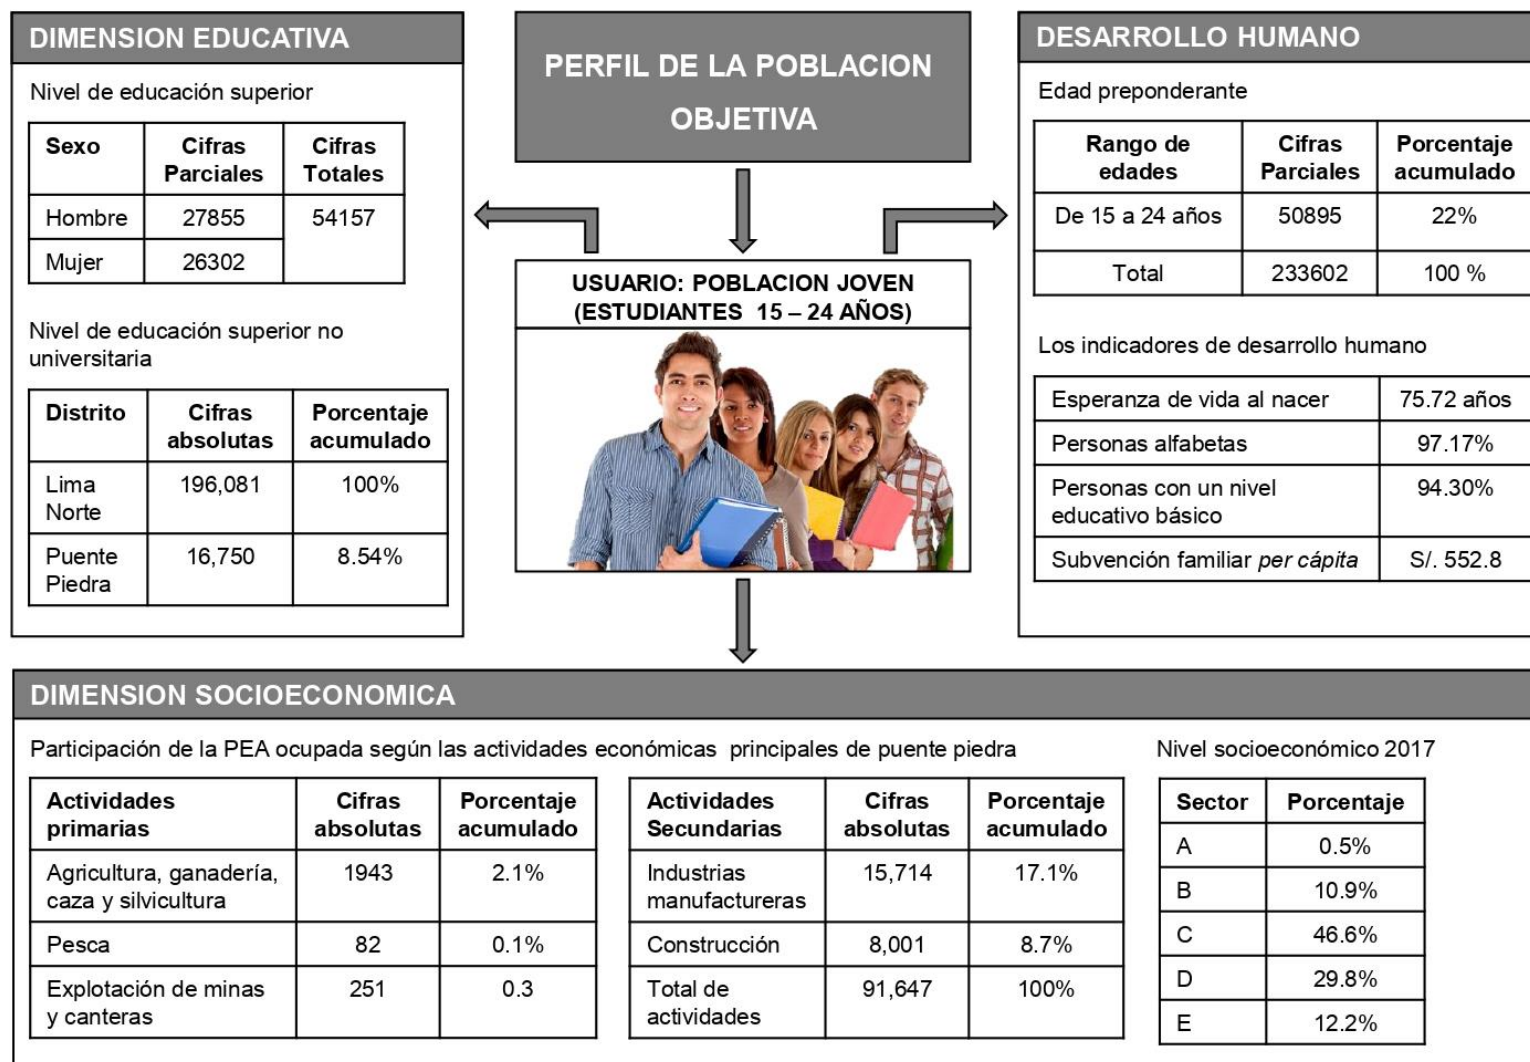 DIMENSION EDUCATIVA
Nivel de educación superior
Sexo Cifras Parciales Cifras Totales
Hombre 27855 54157
Mujer 26302
Nivel de educación superior no
universitaria
Distrito Cifras absolutas Porcentaje acumulado
Lima Norte 196,081 100%
Puente Piedra 16,750 8.54%
PERFIL DE LA POBLACION
OBJETIVA
USUARIO: POBLACION JOVEN
(ESTUDIANTES 15 – 24 AÑOS)
DESARROLLO HUMANO
Edad preponderante
Rango de edades Cifras Parciales Porcentaje acumulado
De 15 a 24 años 50895 22%
Total 233602 100 %
Los indicadores de desarrollo humano
Esperanza de vida al nacer 75.72 años
Personas alfabetas 97.17%
Personas con un nivel educativo básico 94.30%
Subvención familiar per cápita S/. 552.8
DIMENSION SOCIOECONOMICA
Participación de la PEA ocupada según las actividades económicas principales de puente piedra
Actividades primarias Cifras absolutas Porcentaje acumulado
Agricultura, ganadería, caza y silvicultura 1943 2.1%
Pesca 82 0.1%
Explotación de minas y canteras 251 0.3
Actividades Secundarias Cifras absolutas Porcentaje acumulado
Industrias manufactureras 15,714 17.1%
Construcción 8,001 8.7%
Total de actividades 91,647 100%
Nivel socioeconómico 2017
Sector Porcentaje
A 0.5%
B 10.9%
C 46.6%
D 29.8%
E 12.2%